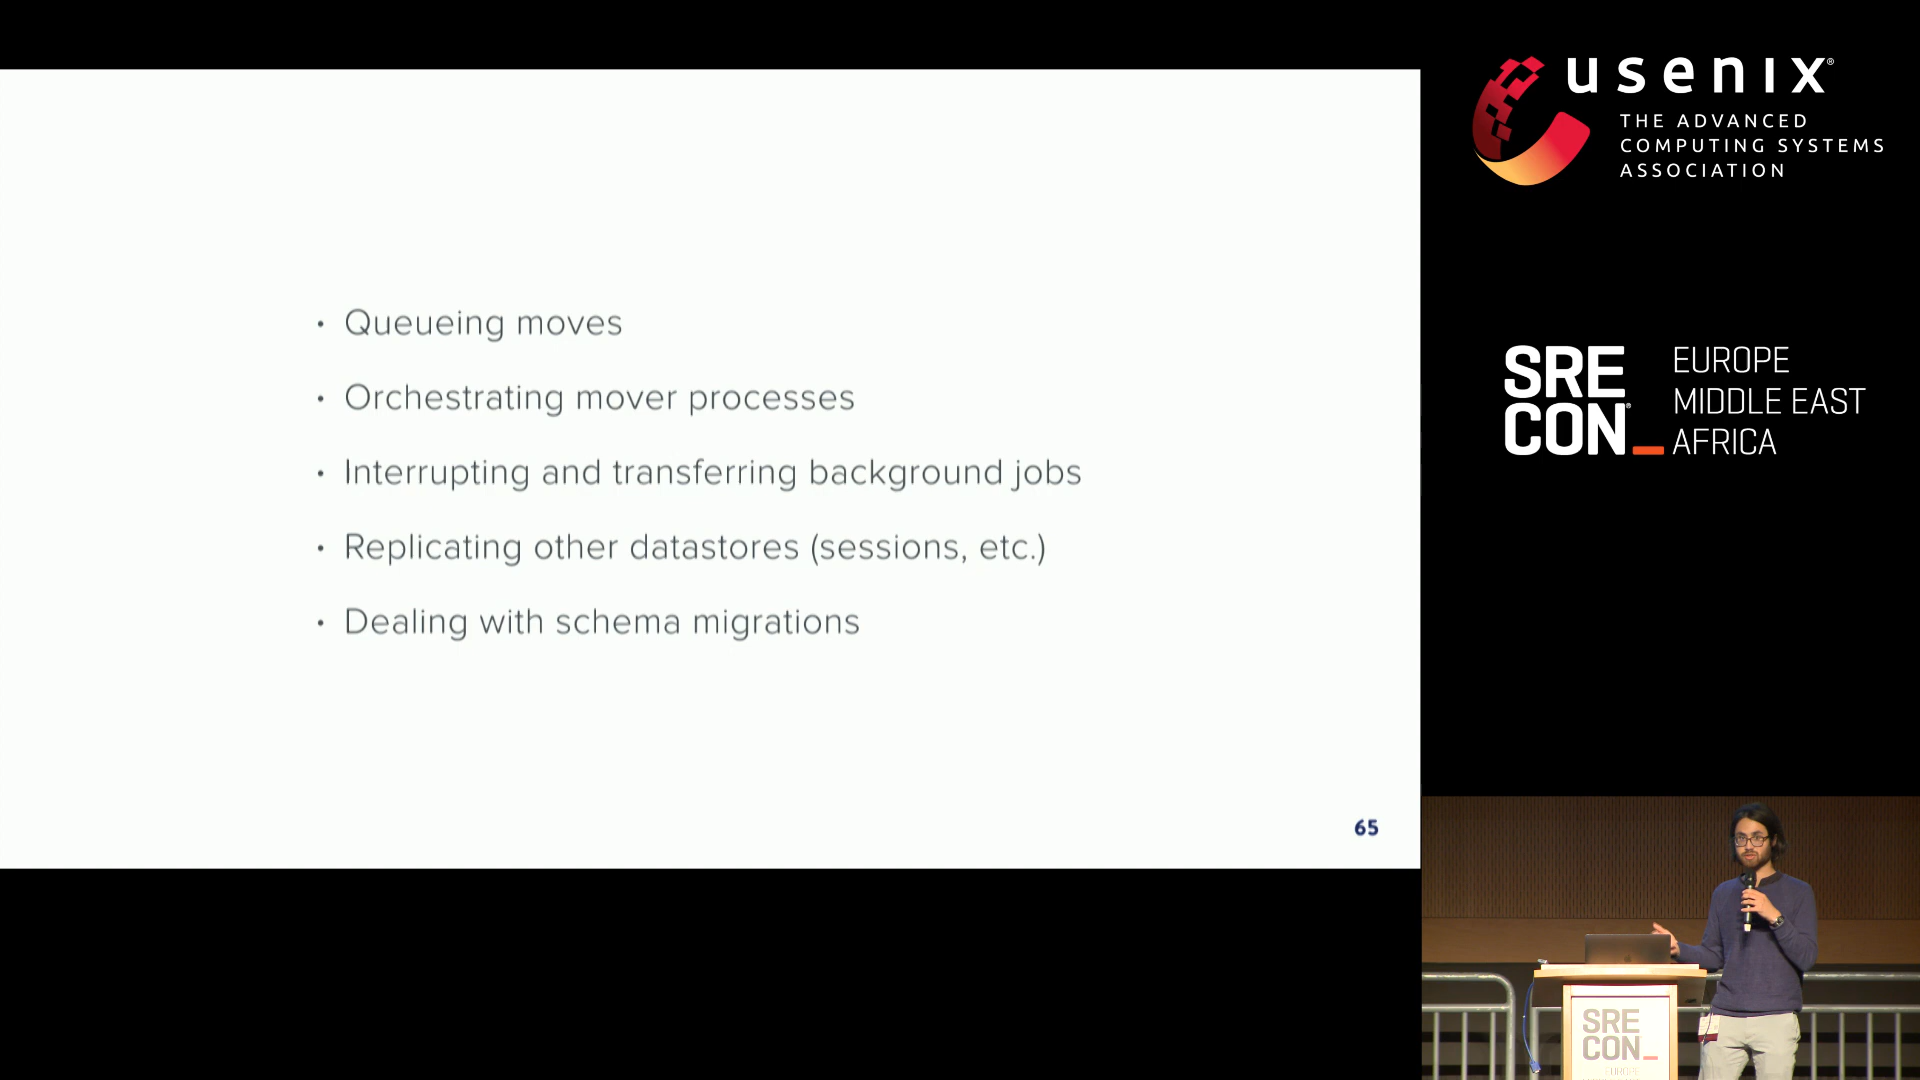 • Queueing moves
• Orchestrating mover processes
• Interrupting and transferring background jobs
• Replicating other datastores (sessions, etc.)
• Dealing with schema migrations
65
usenix®
THE ADVANCED
COMPUTING SYSTEMS
ASSOCIATION
SRE
CON_
EUROPE
MIDDLE EAST
AFRICA
SRE
CON_
EUROPE